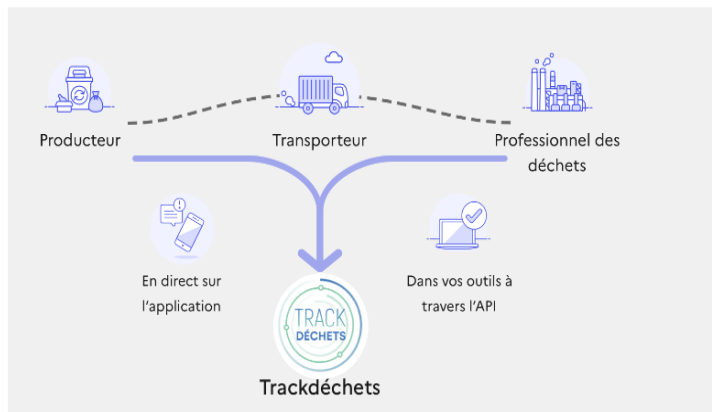 Producteur
Transporteur
Professionnel des
déchets
En direct sur
l'application
Dans vos outils à
travers l'API
TRACK
DÉCHETS
Trackdéchets